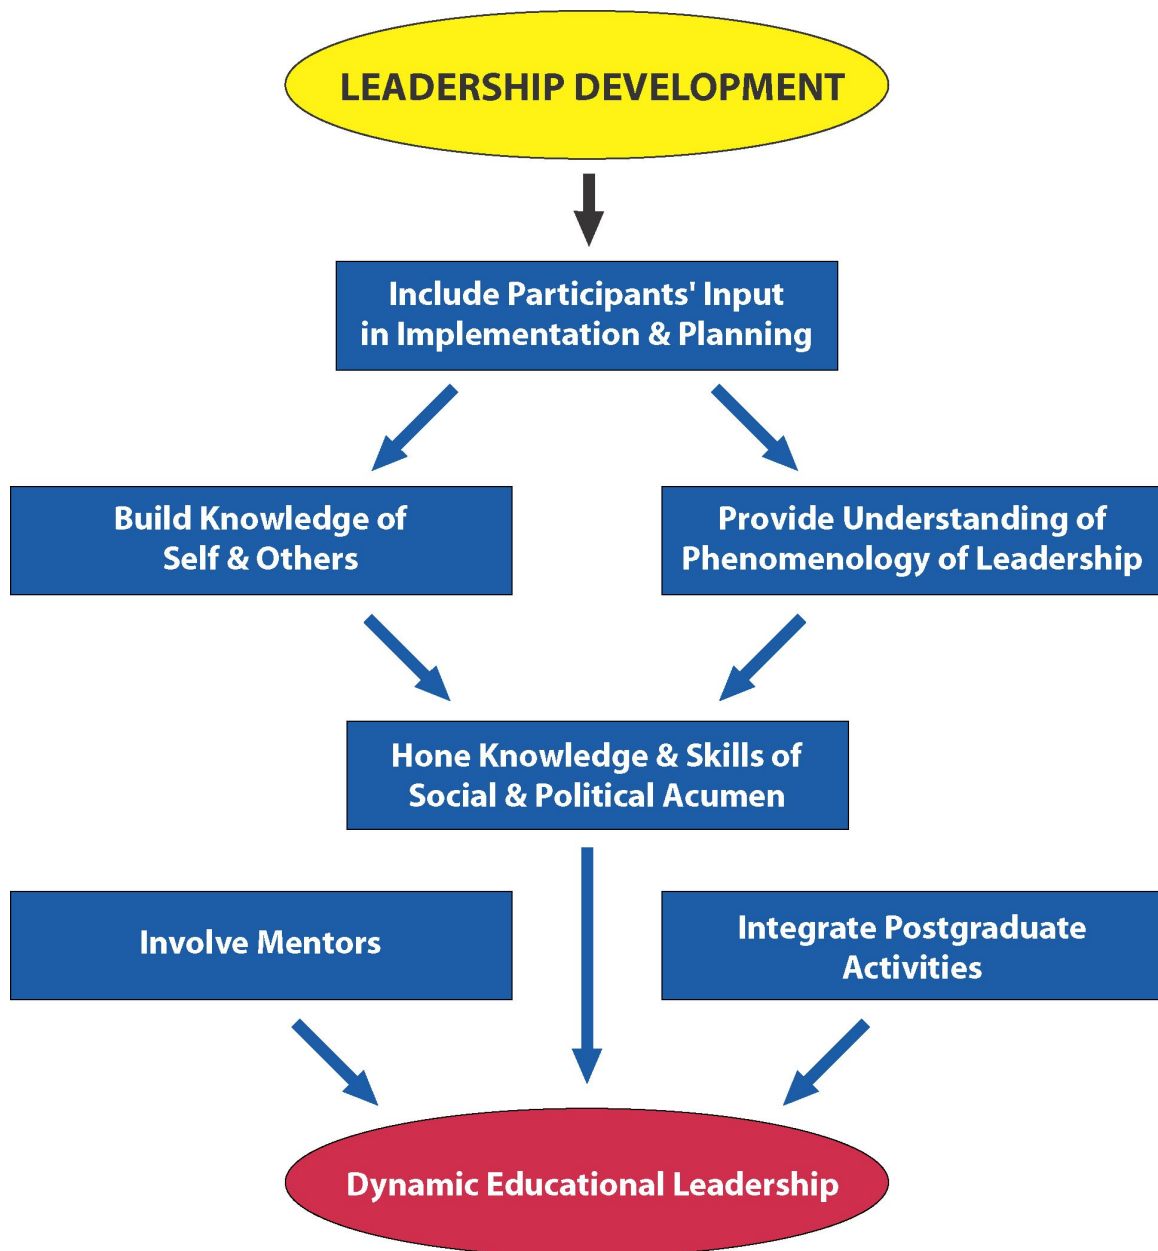 LEADERSHIP DEVELOPMENT
Include Participants' Input
in Implementation & Planning
Build Knowledge of
Self & Others
Provide Understanding of
Phenomenology of Leadership
Hone Knowledge & Skills of
Social & Political Acumen
Involve Mentors
Integrate Postgraduate
Activities
Dynamic Educational Leadership